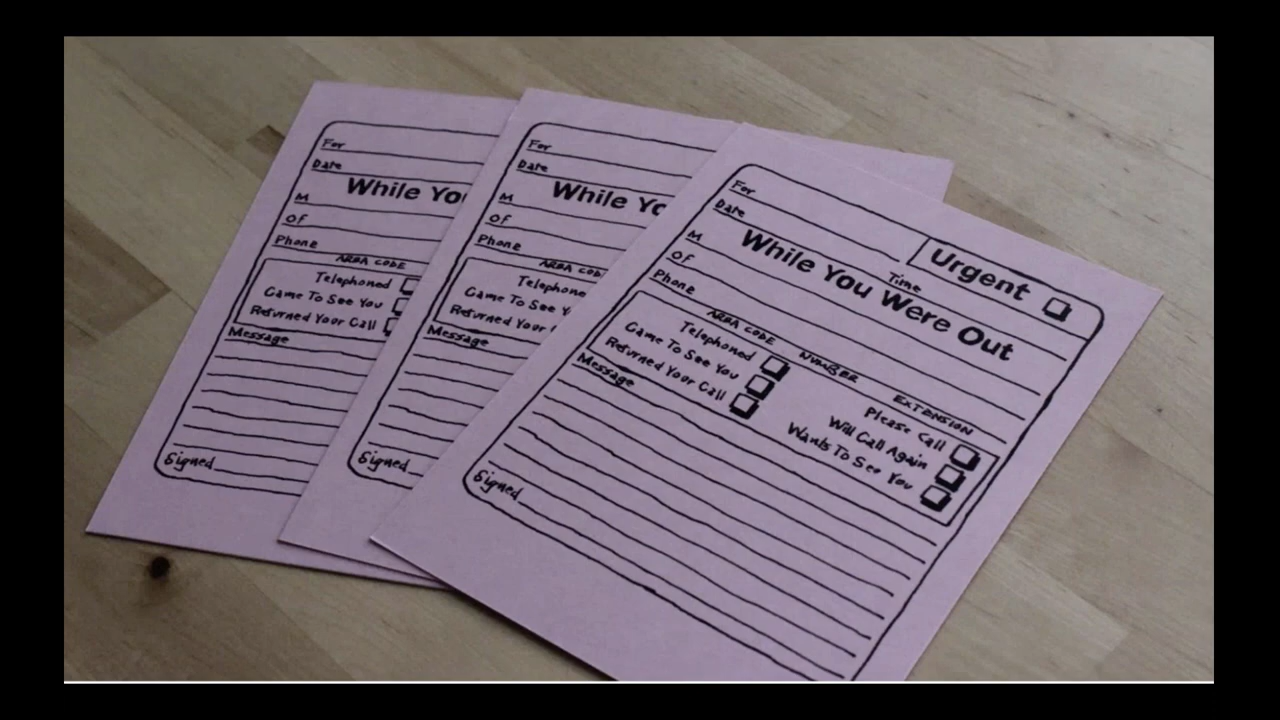 For
Date
While You
M
OF
Phone
AREA CODE
Telephoned
Came To See You
Returned Your Call
Message
Signed
For
Date
While Yo
M
OF
Phone
AREA COD
Telephone
Came To See Y
Returned Your
Message
Signed
For
Urgent
Date
Time
While You Were Out
M
OF
Phone
AREA CODE NUMBER EXTENSION
Telephoned Please Call
Came To See You Will Call Again
Returned Your Call Wants To See You
Message
Signed